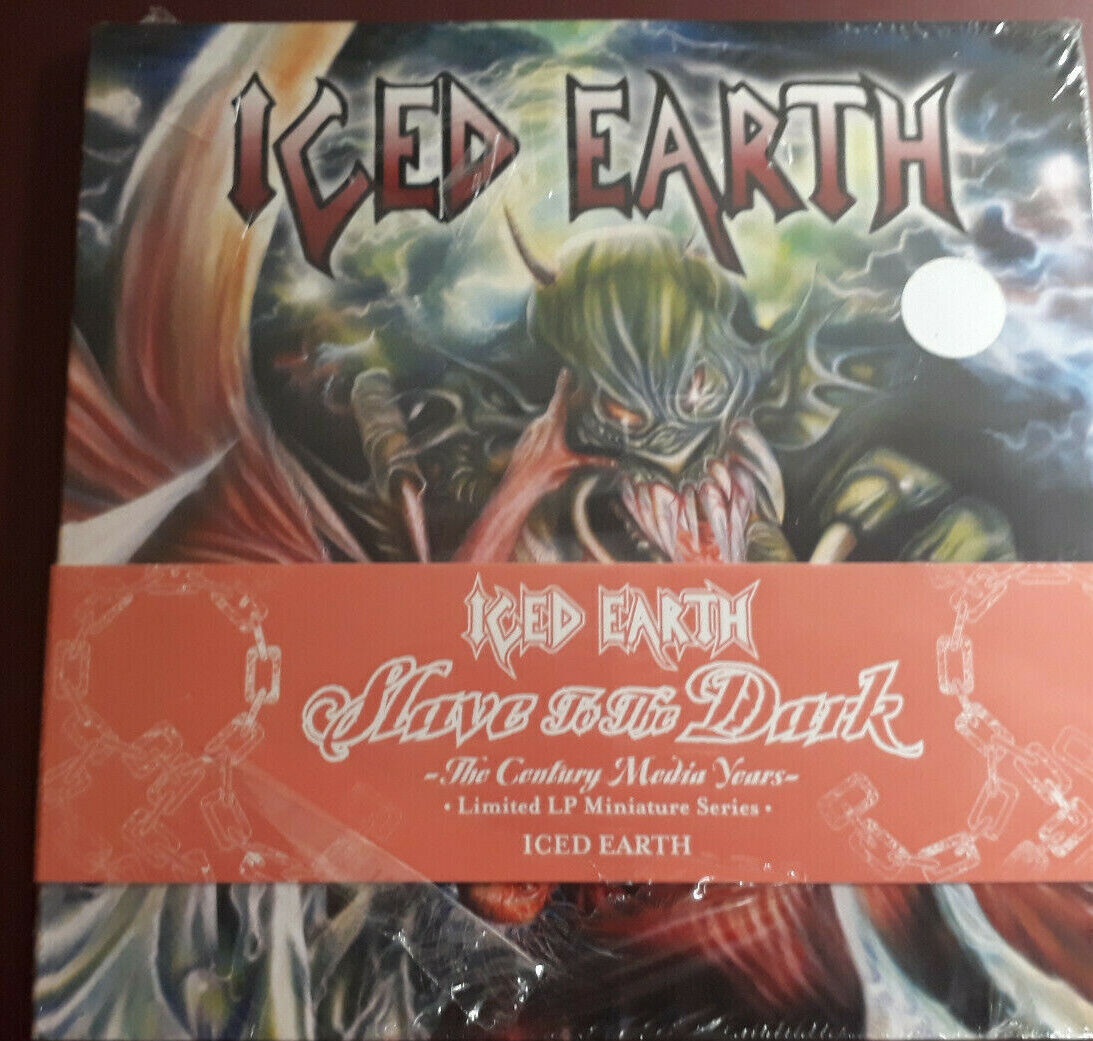 ICED EARTH
ICED EARTH
Slave To The Dark
-The Century Media Years-
• Limited LP Miniature Series •
ICED EARTH